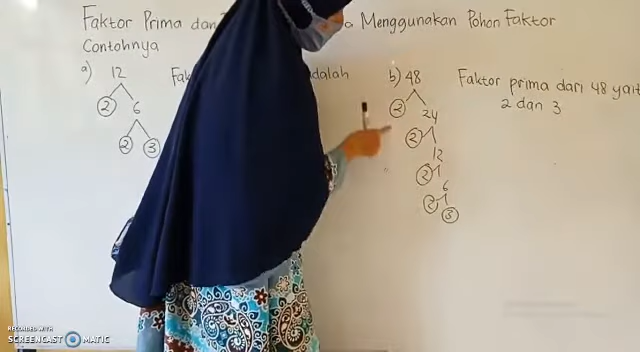 Faktor Prima dan Menggunakan Pohon Faktor
Contohnya
a) 12
2 6
2 3
adalah
b) 48
2 24
2 12
2 6
2 3
Faktor prima dari 48 yait
2 dan 3
RECORDED WITH
SCREENCAST MATIC